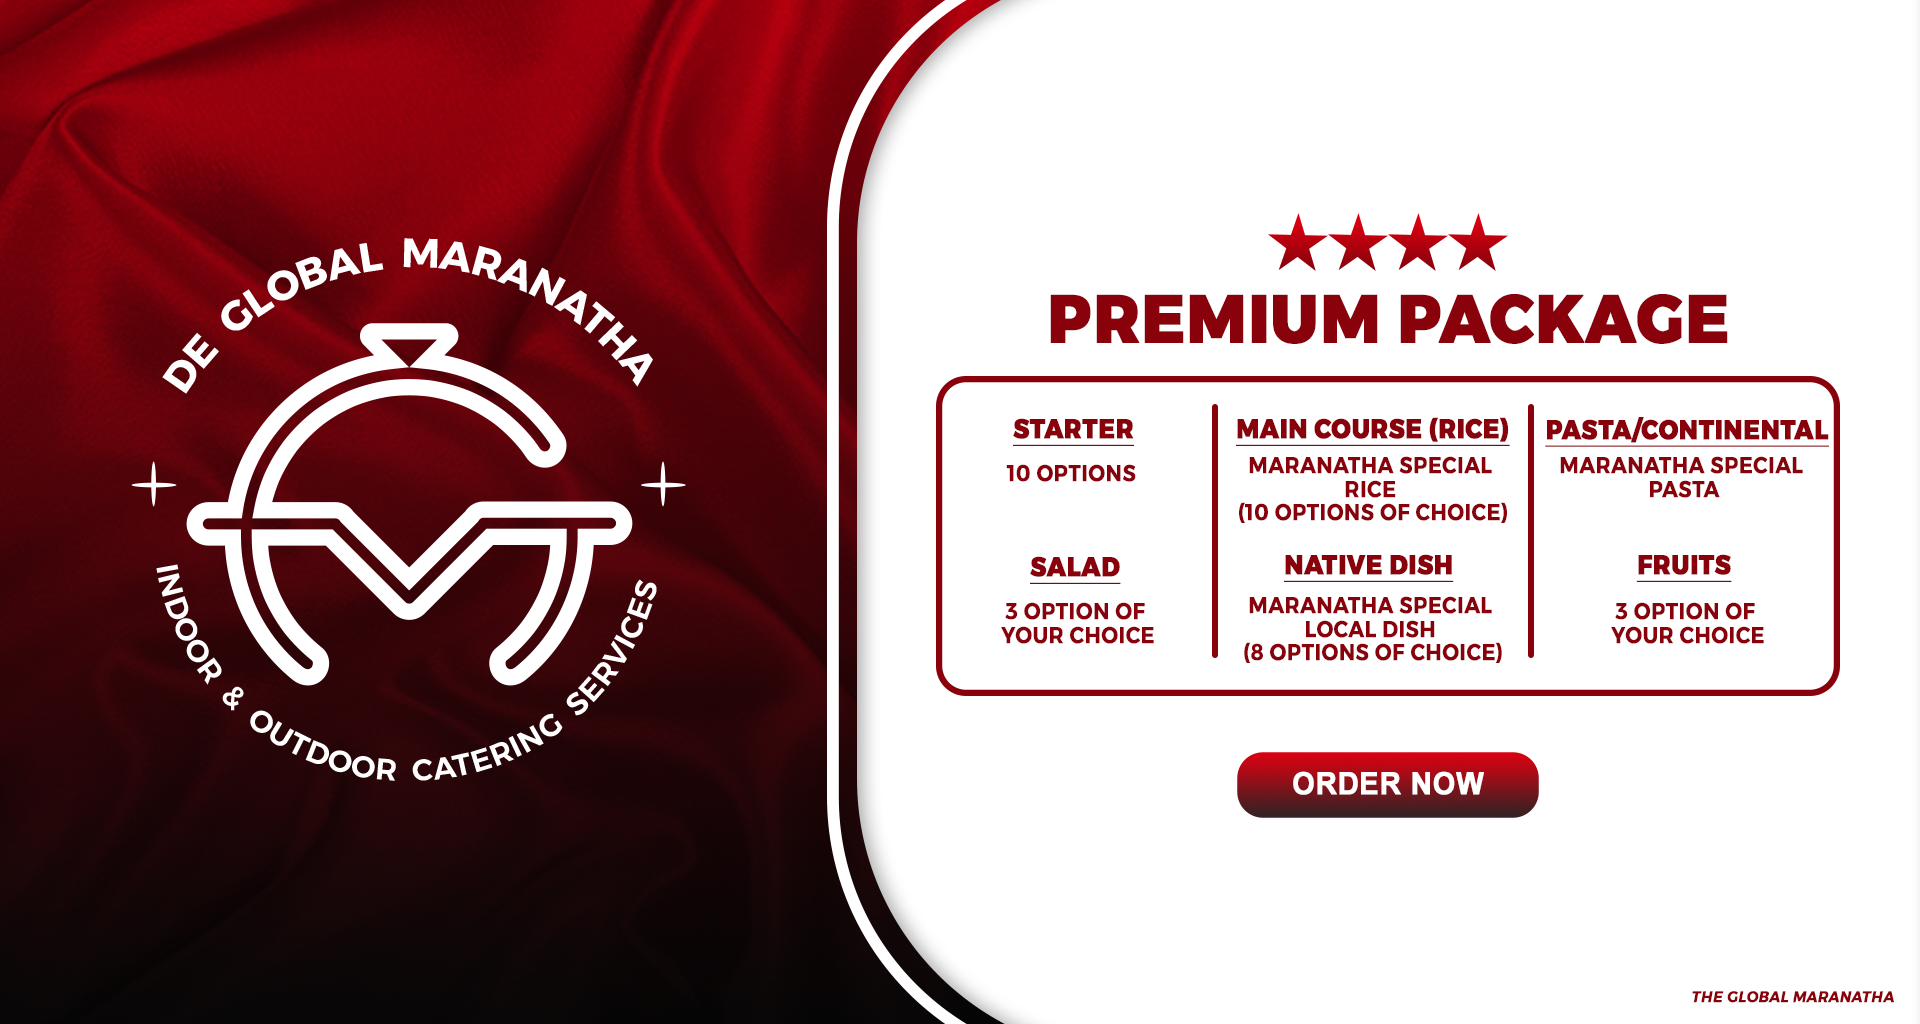 DE GLOBAL MARANATHA
INDOOR & OUTDOOR CATERING SERVICES
PREMIUM PACKAGE
STARTER
10 OPTIONS
SALAD
3 OPTION OF
YOUR CHOICE
MAIN COURSE (RICE)
MARANATHA SPECIAL
RICE
(10 OPTIONS OF CHOICE)
NATIVE DISH
MARANATHA SPECIAL
LOCAL DISH
(8 OPTIONS OF CHOICE)
PASTA/CONTINENTAL
MARANATHA SPECIAL
PASTA
FRUITS
3 OPTION OF
YOUR CHOICE
ORDER NOW
THE GLOBAL MARANATHA